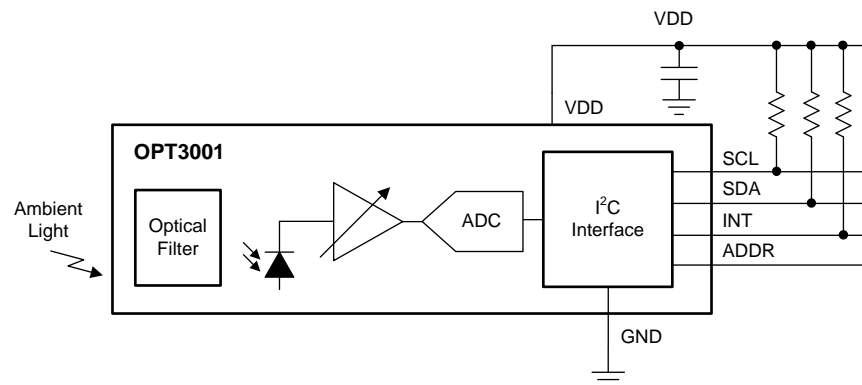 VDD
VDD
OPT3001
Ambient
Light
Optical
Filter
ADC
I²C
Interface
SCL
SDA
INT
ADDR
GND